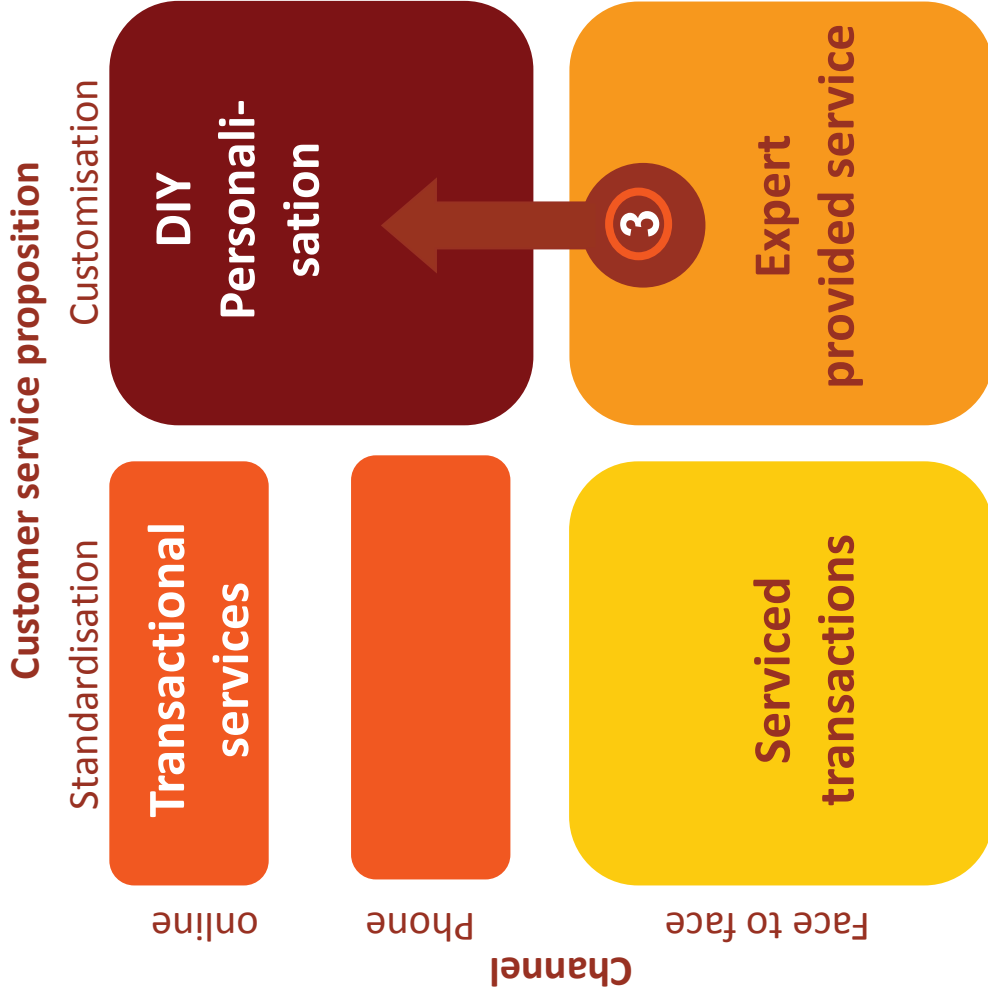 Customer service proposition
Standardisation
Customisation
Transactional
services
DIY
Personali-
sation
3
Serviced
transactions
Expert
provided service
Channel
online
Phone
Face to face